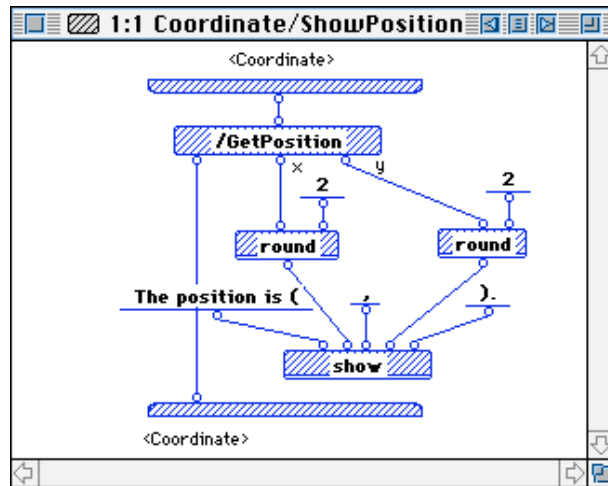 1:1 Coordinate/ShowPosition
<Coordinate>
/GetPosition
x y
2 2
round round
The position is ( , ).
show
<Coordinate>